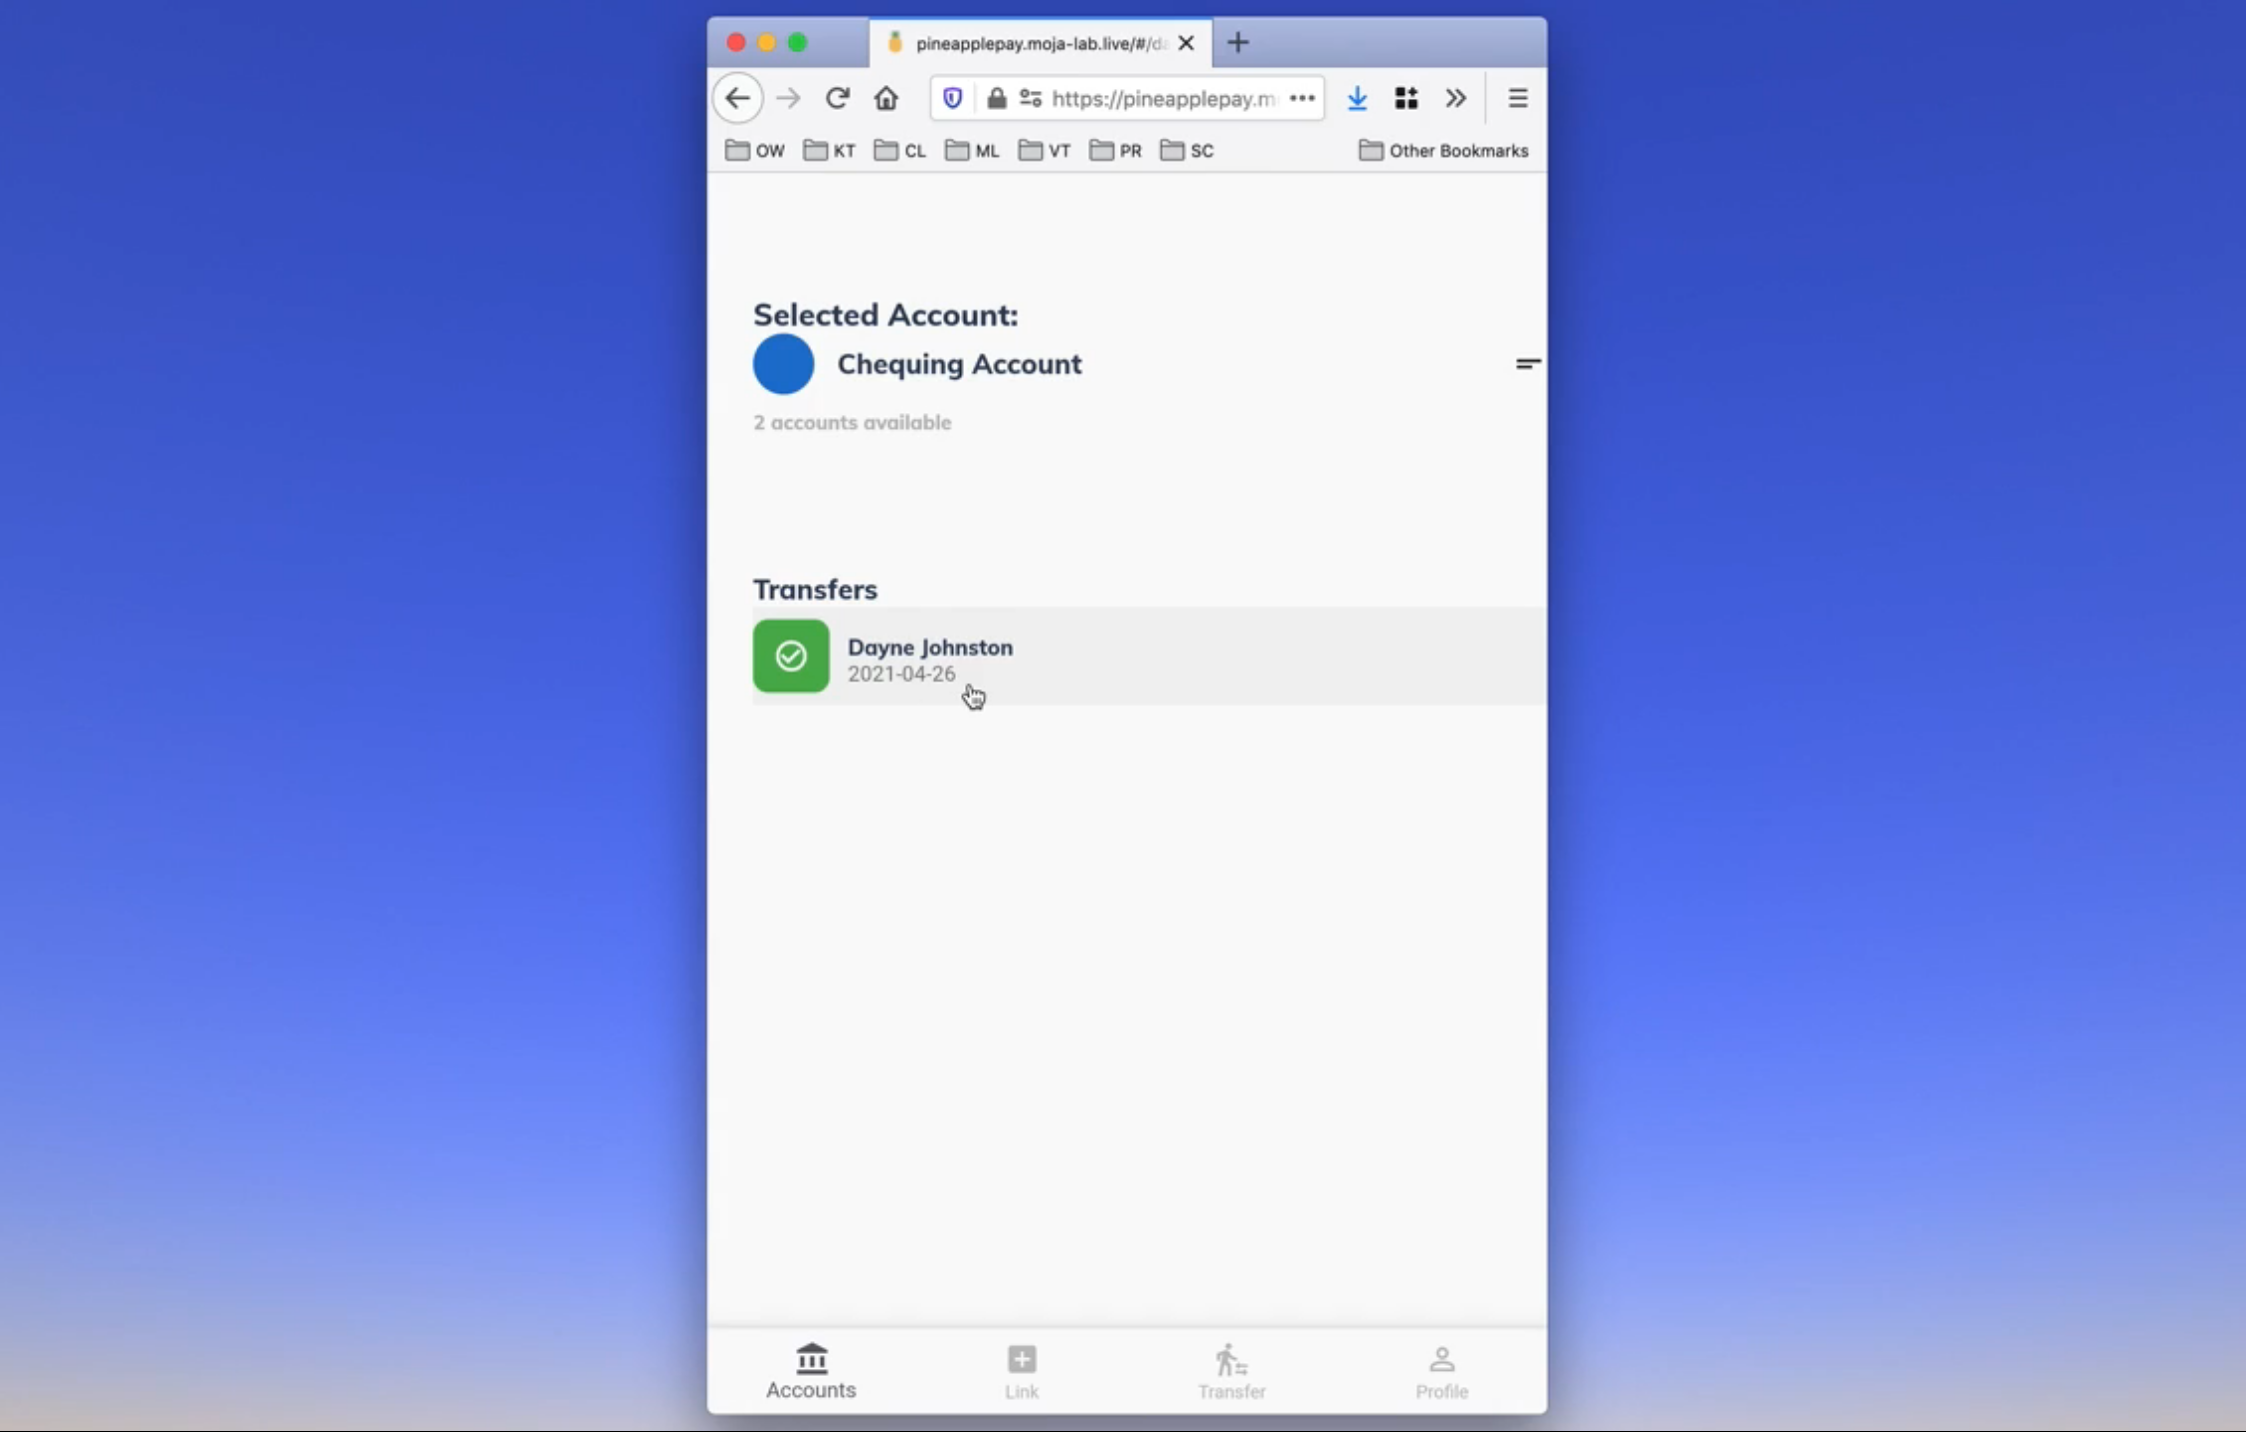 pineapplepay.moja-lab.live/#/da
https://pineapplepay.m
OW KT CL ML VT PR SC Other Bookmarks
Selected Account:
Chequing Account
2 accounts available
Transfers
Dayne Johnston
2021-04-26
Accounts Link Transfer Profile